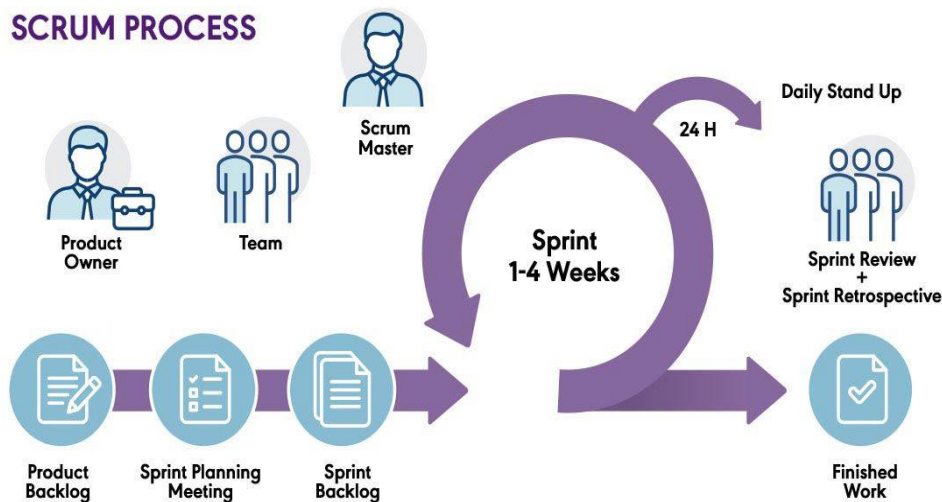 SCRUM PROCESS
Scrum
Master
Product
Owner
Team
24 H
Daily Stand Up
Sprint
1-4 Weeks
Sprint Review
+
Sprint Retrospective
Product
Backlog
Sprint Planning
Meeting
Sprint
Backlog
Finished
Work